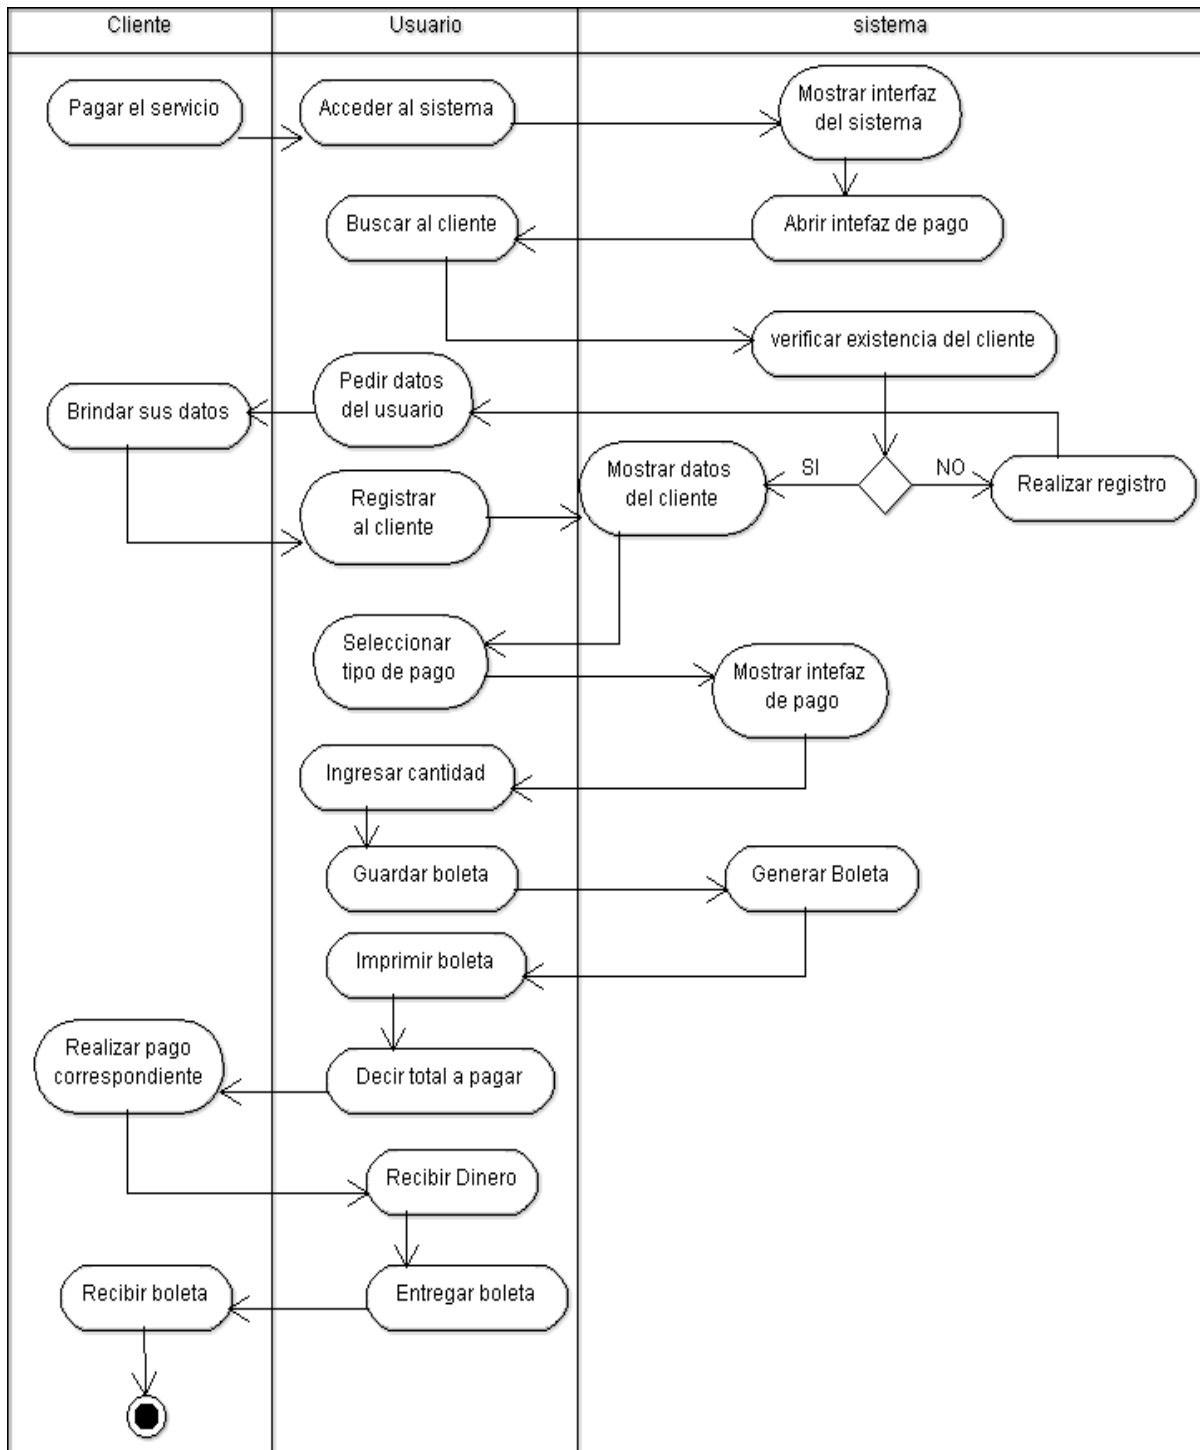 Cliente
Usuario
sistema
Pagar el servicio
Acceder al sistema
Mostrar interfaz
del sistema
Buscar al cliente
Abrir intefaz de pago
verificar existencia del cliente
Pedir datos
del usuario
Brindar sus datos
Mostrar datos
del cliente
SI
NO
Realizar registro
Registrar
al cliente
Seleccionar
tipo de pago
Mostrar intefaz
de pago
Ingresar cantidad
Guardar boleta
Generar Boleta
Imprimir boleta
Realizar pago
correspondiente
Decir total a pagar
Recibir Dinero
Recibir boleta
Entregar boleta